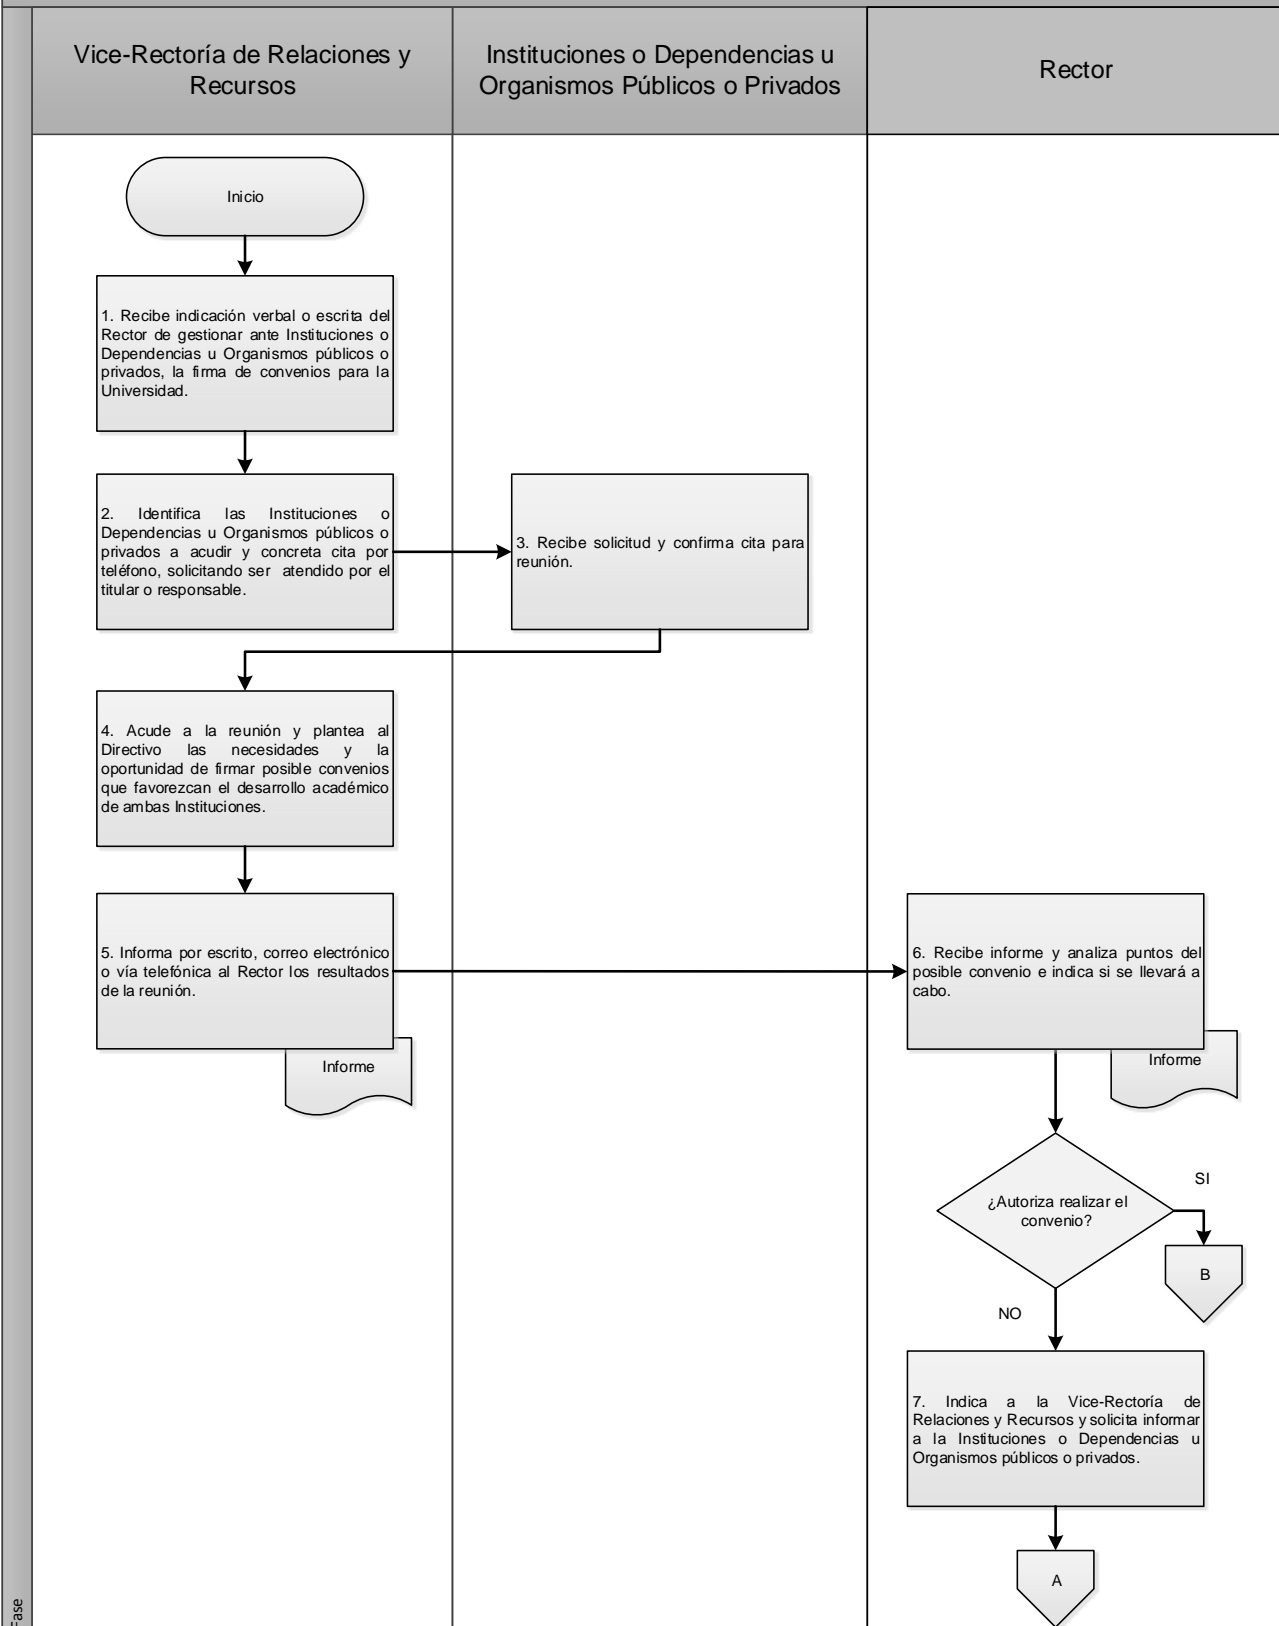 Vice-Rectoría de Relaciones y
Recursos
Instituciones o Dependencias u
Organismos Públicos o Privados
Rector
Inicio
1. Recibe indicación verbal o escrita del
Rector de gestionar ante Instituciones o
Dependencias u Organismos públicos o
privados, la firma de convenios para la
Universidad.
2. Identifica las Instituciones o
Dependencias u Organismos públicos o
privados a acudir y concreta cita por
teléfono, solicitando ser atendido por el
titular o responsable.
3. Recibe solicitud y confirma cita para
reunión.
4. Acude a la reunión y plantea al
Directivo las necesidades y la
oportunidad de firmar posible convenios
que favorezcan el desarrollo académico
de ambas Instituciones.
5. Informa por escrito, correo electrónico
o vía telefónica al Rector los resultados
de la reunión.
Informe
6. Recibe informe y analiza puntos del
posible convenio e indica si se llevará a
cabo.
Informe
¿Autoriza realizar el
convenio?
SI
B
NO
7. Indica a la Vice-Rectoría de
Relaciones y Recursos y solicita informar
a la Instituciones o Dependencias u
Organismos públicos o privados.
A
Fase